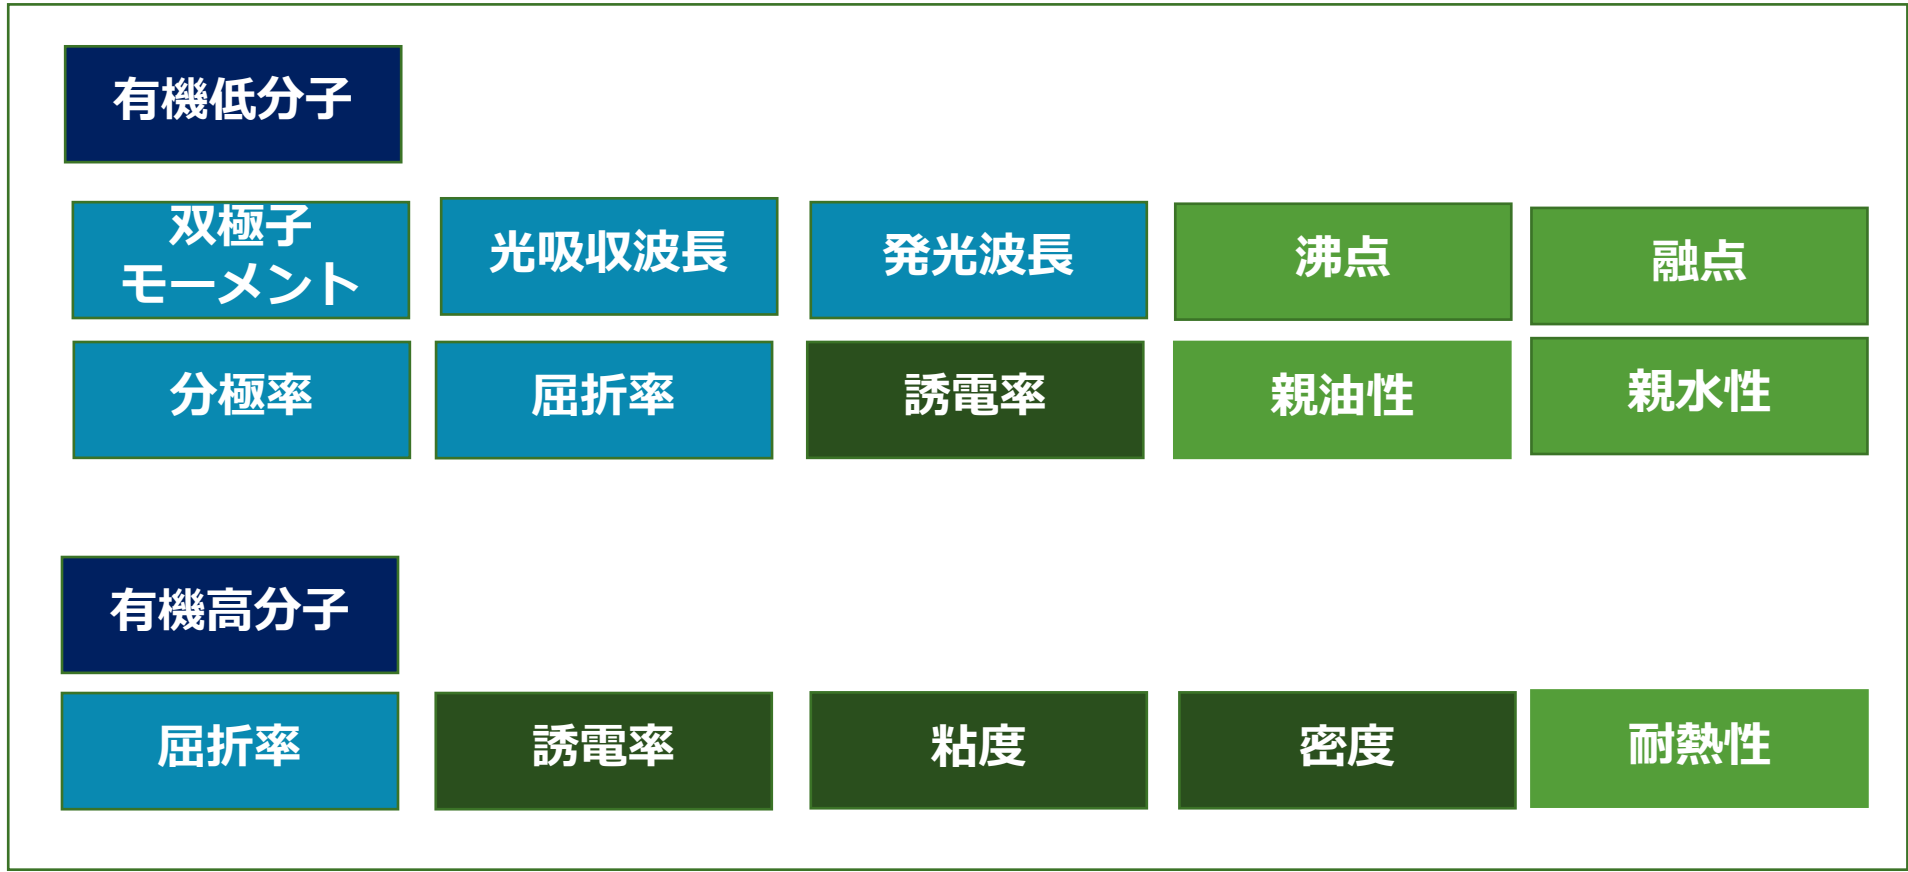 有機低分子
双極子
モーメント
光吸収波長
発光波長
沸点
融点
分極率
屈折率
誘電率
親油性
親水性
有機高分子
屈折率
誘電率
粘度
密度
耐熱性